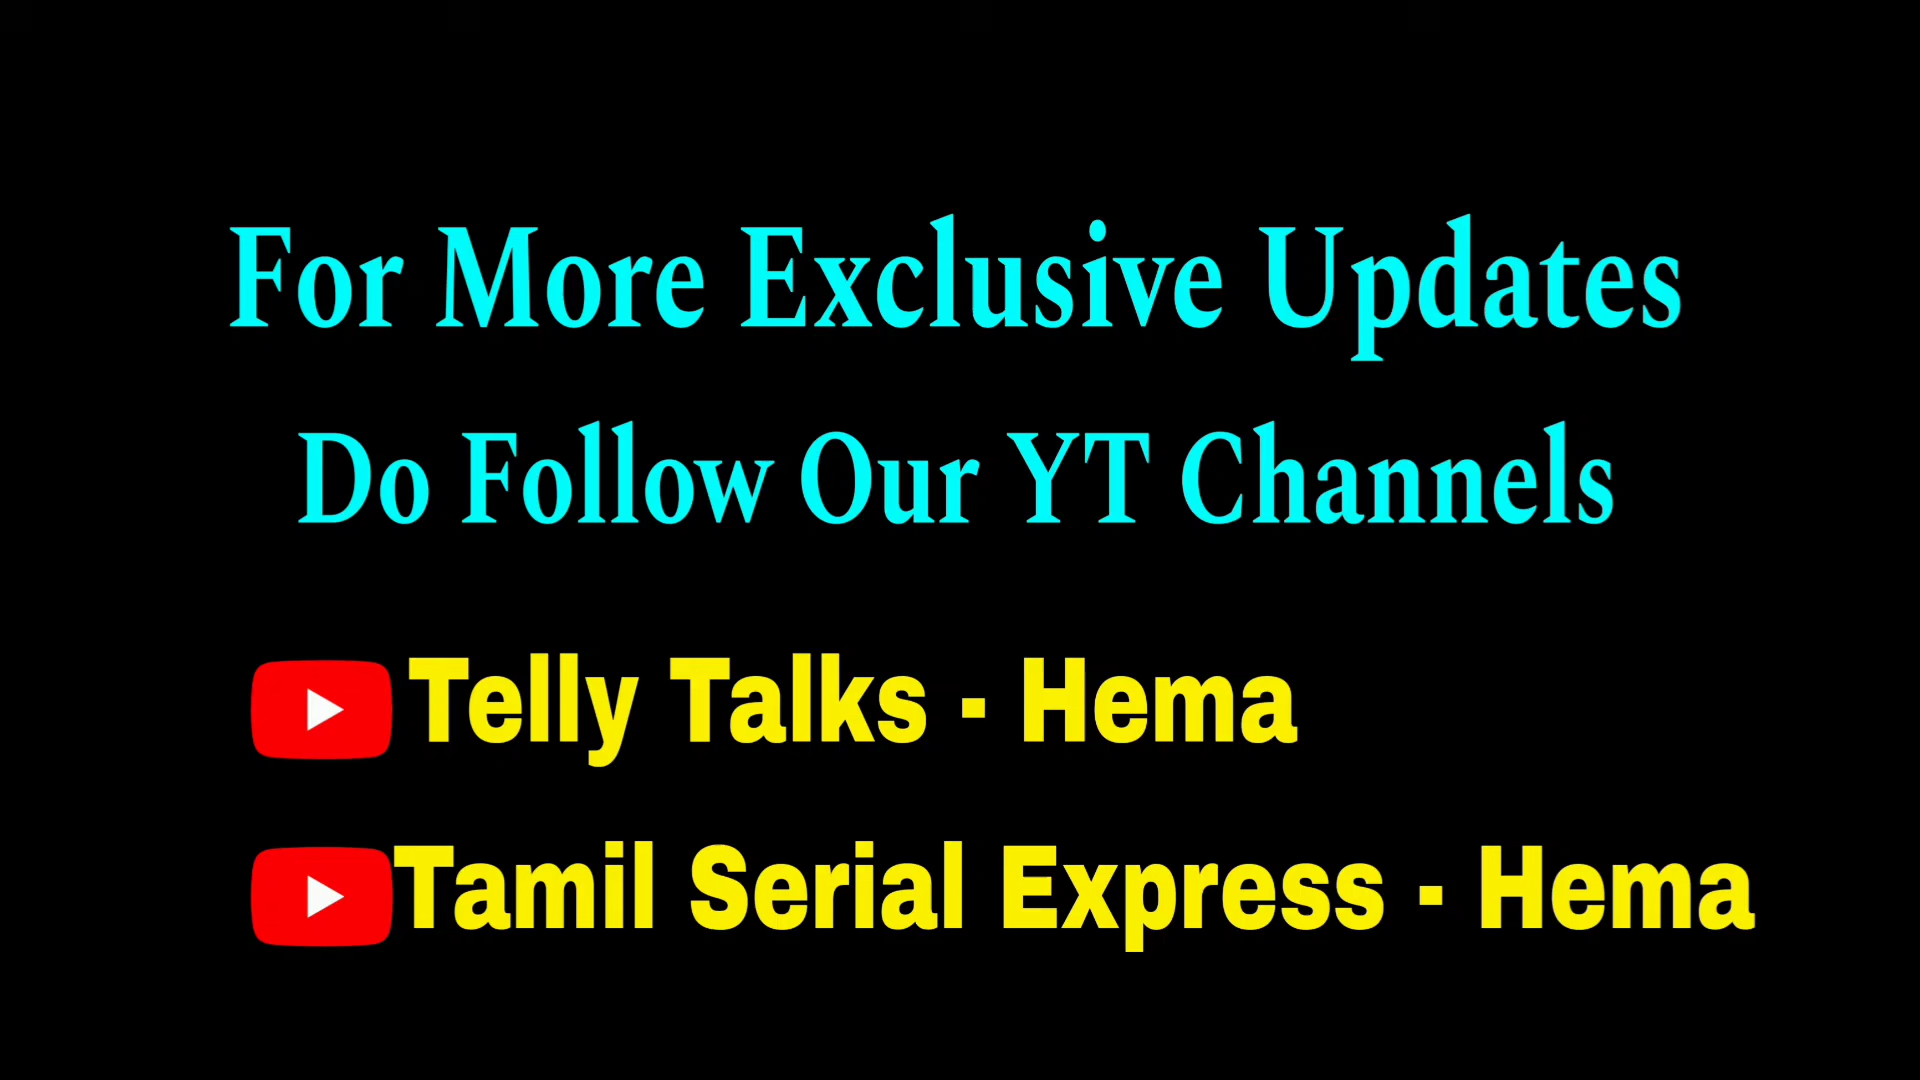 For More Exclusive Updates
Do Follow Our YT Channels
Telly Talks - Hema
Tamil Serial Express - Hema